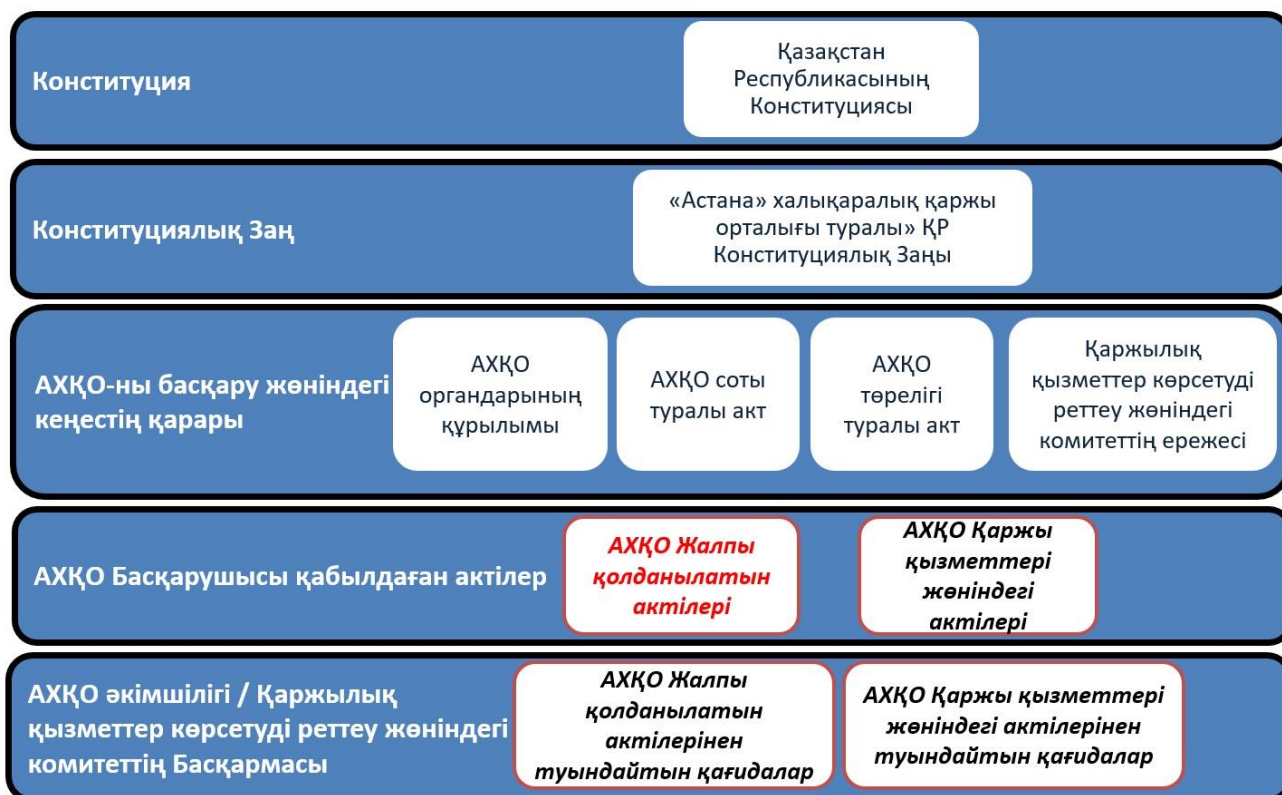 Конституция
Қазақстан
Республикасының
Конституциясы
Конституциялық Заң
«Астана» халықаралық қаржы
орталығы туралы» ҚР
Конституциялық Заңы
АХҚО-ны басқару жөніндегі
кеңестің қарары
АХҚО
органдарының
құрылымы
АХҚО соты
туралы акт
АХҚО
төрелігі
туралы акт
Қаржылық
қызметтер көрсетуді
реттеу жөніндегі
комитеттің ережесі
АХҚО Басқарушысы қабылдаған актілер
АХҚО Жалпы
қолданылатын
актілері
АХҚО Қаржы
қызметтері
жөніндегі
актілері
АХҚО әкімшілігі / Қаржылық
қызметтер көрсетуді реттеу жөніндегі
комитеттің Басқармасы
АХҚО Жалпы
қолданылатын
актілерінен
туындайтын қағидалар
АХҚО Қаржы қызметтері
жөніндегі актілерінен
туындайтын қағидалар